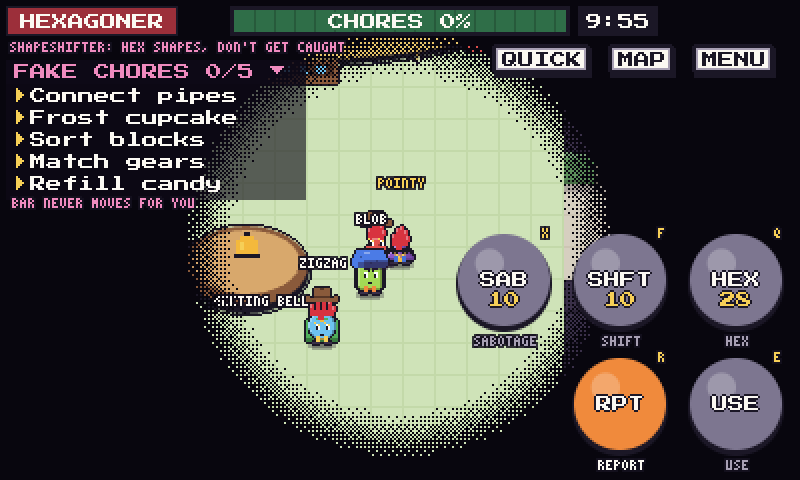 HEXAGONER
CHORES 0%
9:55
SHAPESHIFTER: HEX SHAPES, DON'T GET CAUGHT
FAKE CHORES 0/5
Connect pipes
Frost cupcake
Sort blocks
Match gears
Refill candy
BAR NEVER MOVES FOR YOU
QUICK
MAP
MENU
POINTY
BLOB
ZIGZAG
BELL
X
SAB
10
SABOTAGE
F
SHFT
10
SHIFT
Q
HEX
28
HEX
R
RPT
REPORT
E
USE
USE